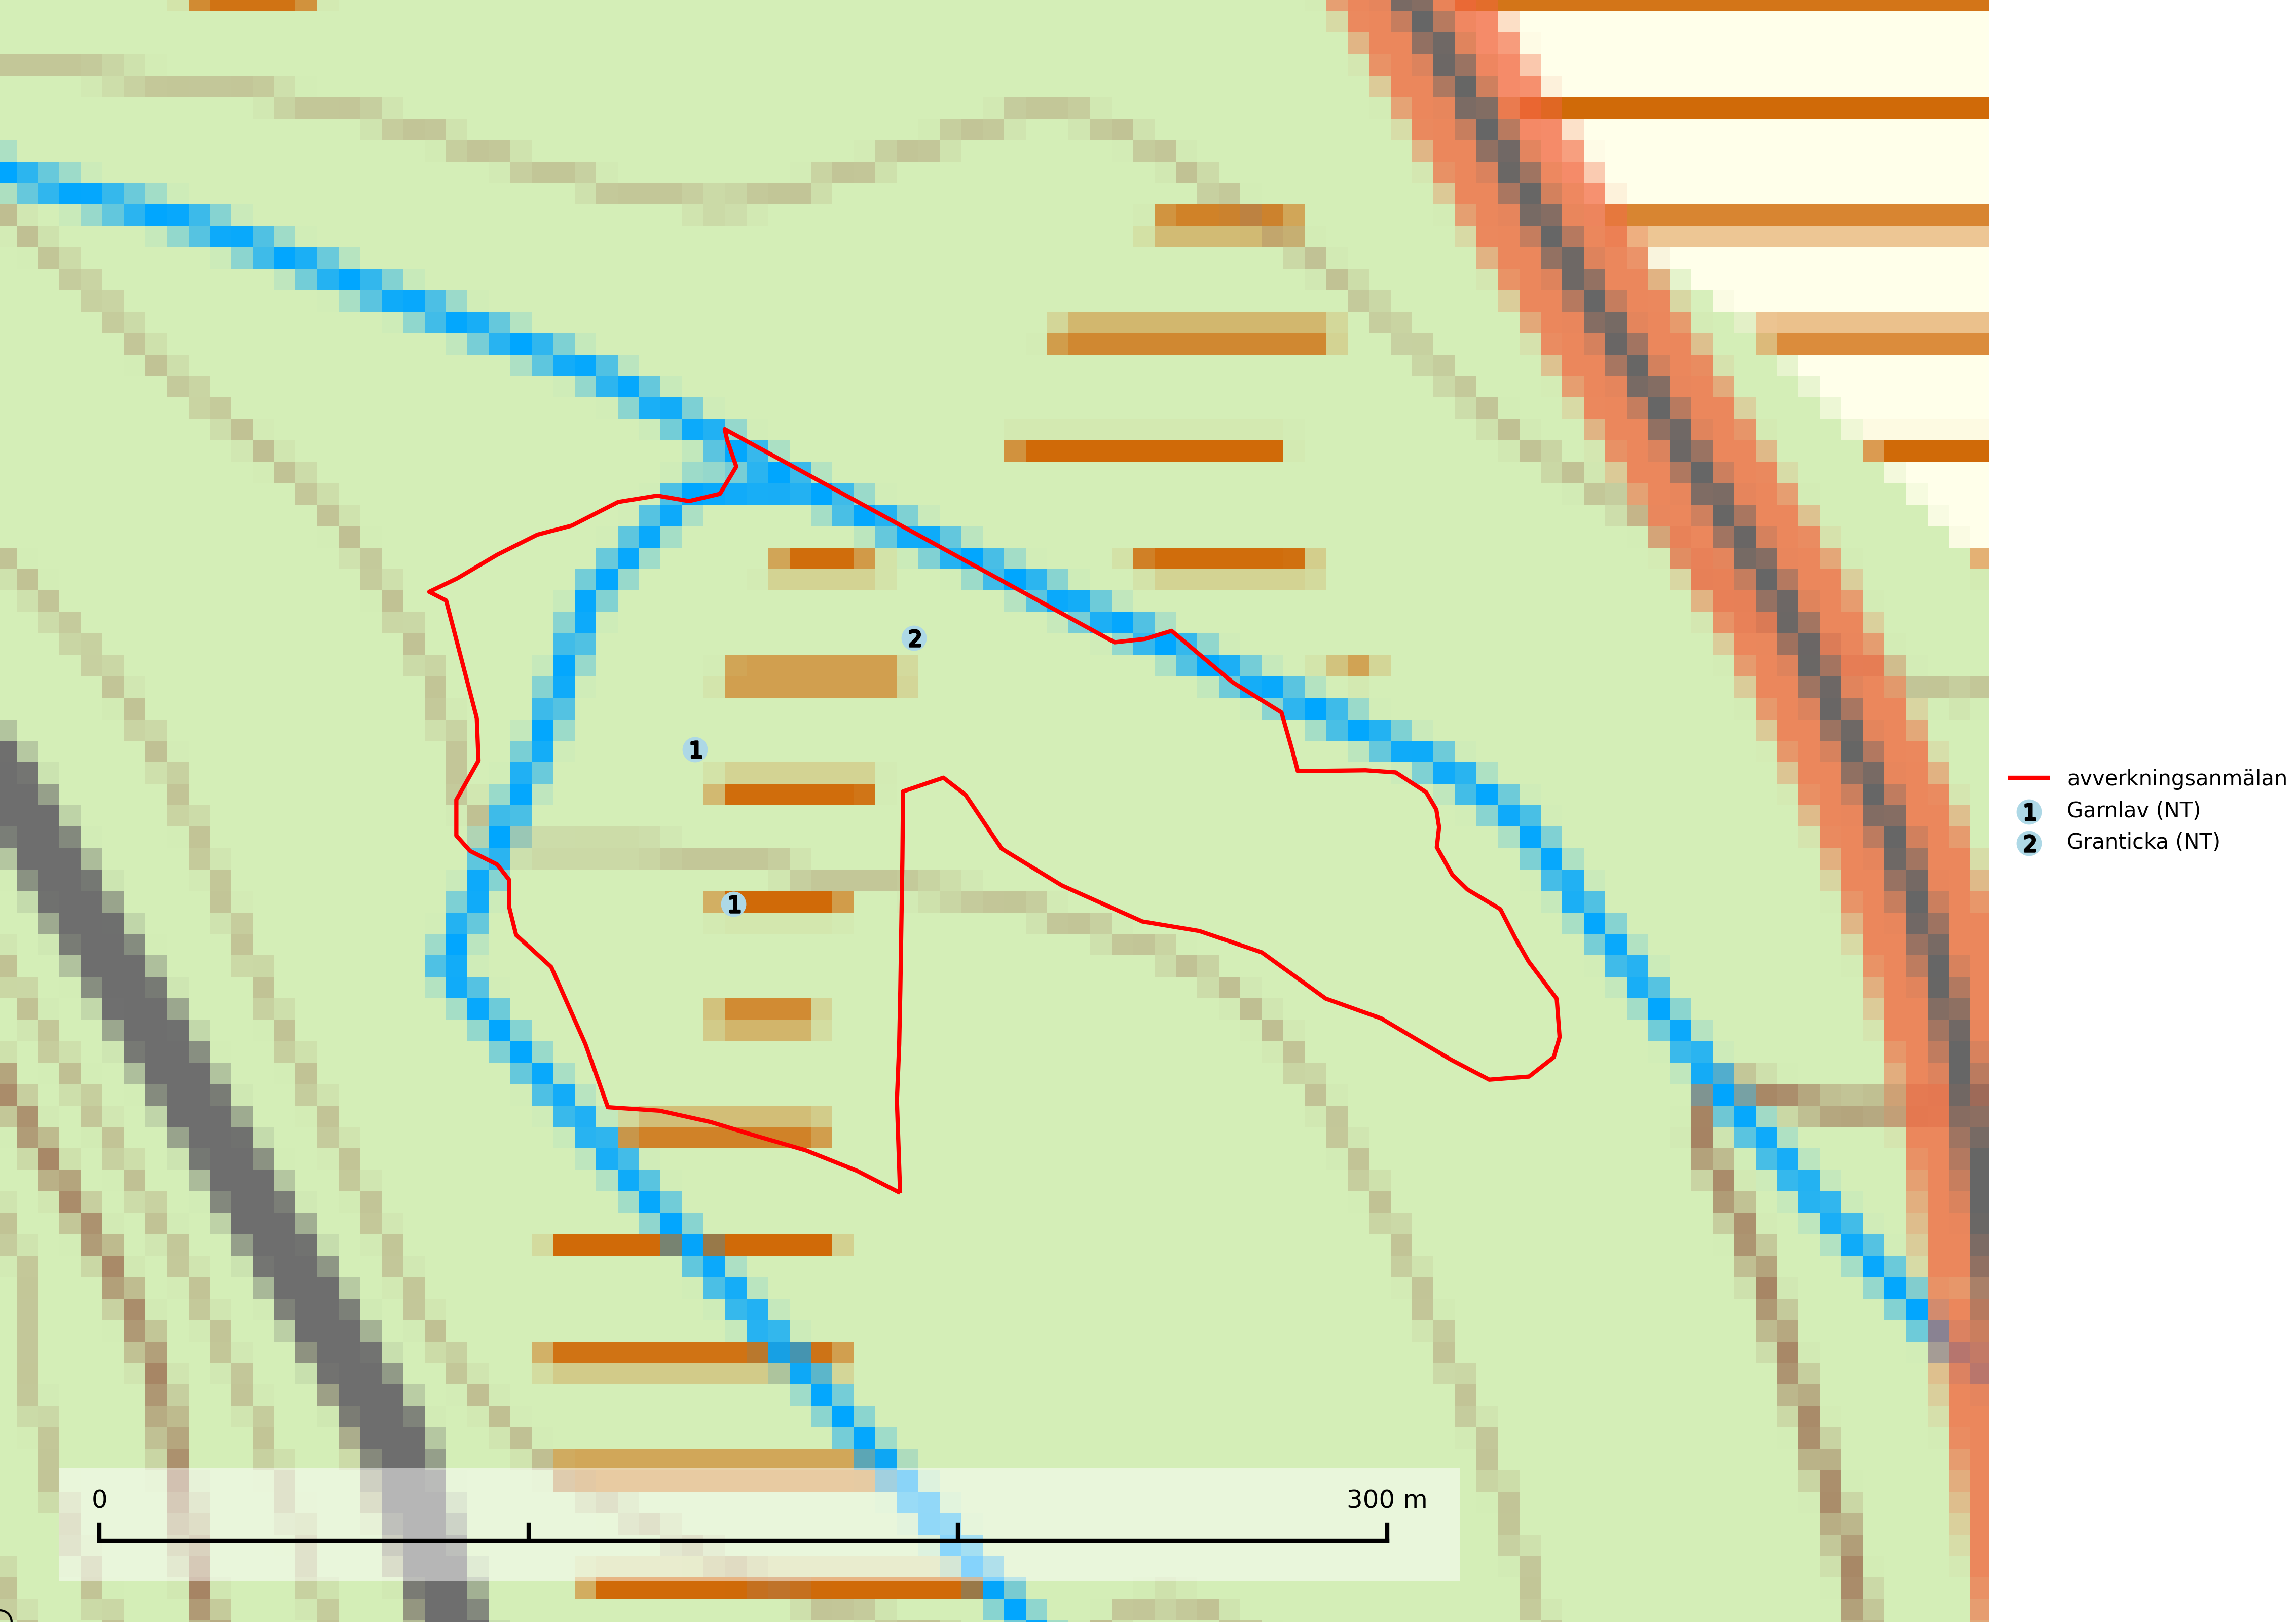 2
1
1
avverkningsanmälan
1 Garnlav (NT)
2 Granticka (NT)
0 300 m